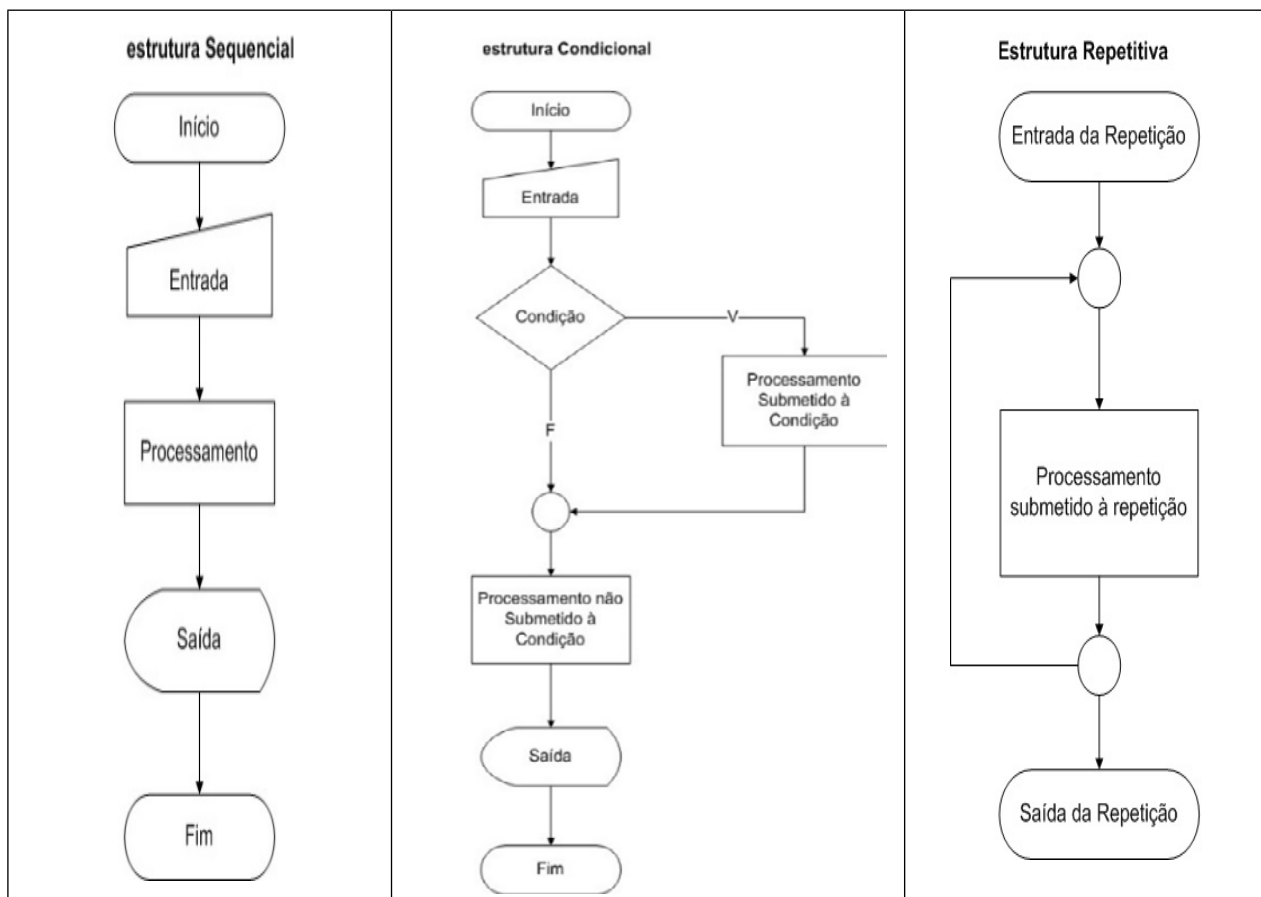 estrutura Sequencial
Início
Entrada
Processamento
Saída
Fim
estrutura Condicional
Início
Entrada
Condição
V
Processamento
Submetido à
Condição
F
Processamento não
Submetido à
Condição
Saída
Fim
Estrutura Repetitiva
Entrada da Repetição
Processamento
submetido à repetição
Saída da Repetição